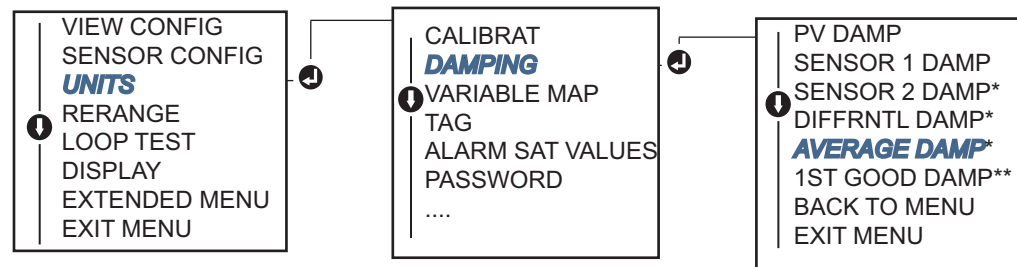 VIEW CONFIG
SENSOR CONFIG
UNITS
RERANGE
LOOP TEST
DISPLAY
EXTENDED MENU
EXIT MENU
CALIBRAT
DAMPING
VARIABLE MAP
TAG
ALARM SAT VALUES
PASSWORD
....
PV DAMP
SENSOR 1 DAMP
SENSOR 2 DAMP*
DIFFRNTL DAMP*
AVERAGE DAMP*
1ST GOOD DAMP**
BACK TO MENU
EXIT MENU